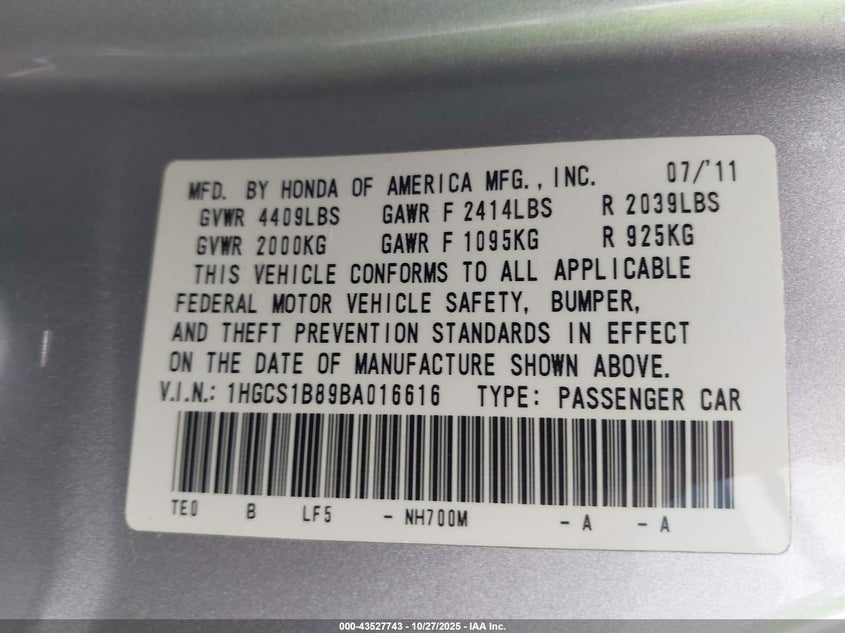 MFD. BY HONDA OF AMERICA MFG., INC. 07/'11
GVWR 4409LBS GAWR F 2414LBS R 2039LBS
GVWR 2000KG GAWR F 1095KG R 925KG
THIS VEHICLE CONFORMS TO ALL APPLICABLE
FEDERAL MOTOR VEHICLE SAFETY, BUMPER,
AND THEFT PREVENTION STANDARDS IN EFFECT
ON THE DATE OF MANUFACTURE SHOWN ABOVE.
V.I.N.: 1HGCS1B89BA016616 TYPE: PASSENGER CAR
TE0 B LF5 - NH700M - A - A
000-43527743 | 10/27/2025 | IAA Inc.